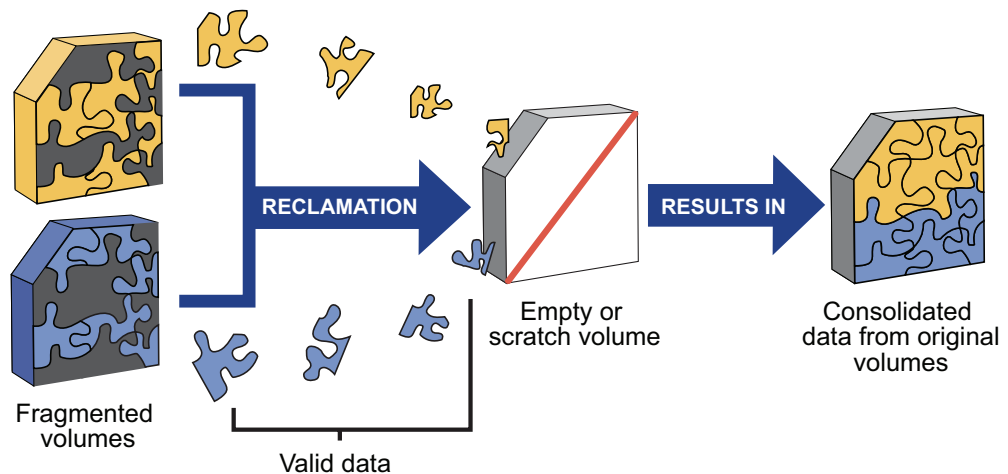 RECLAMATION
RESULTS IN
Empty or
scratch volume
Consolidated
data from original
volumes
Fragmented
volumes
Valid data